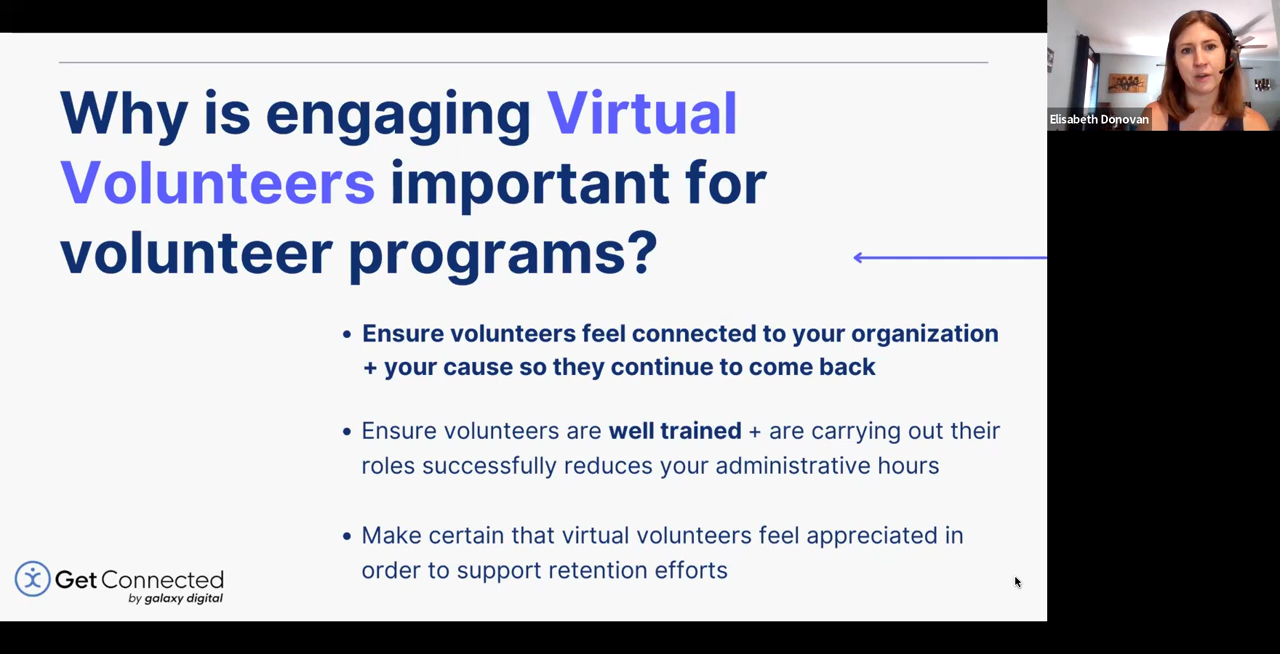 Why is engaging Virtual
Volunteers important for
volunteer programs?
• Ensure volunteers feel connected to your organization
+ your cause so they continue to come back
• Ensure volunteers are well trained + are carrying out their
roles successfully reduces your administrative hours
• Make certain that virtual volunteers feel appreciated in
order to support retention efforts
Get Connected
by galaxy digital
Elisabeth Donovan